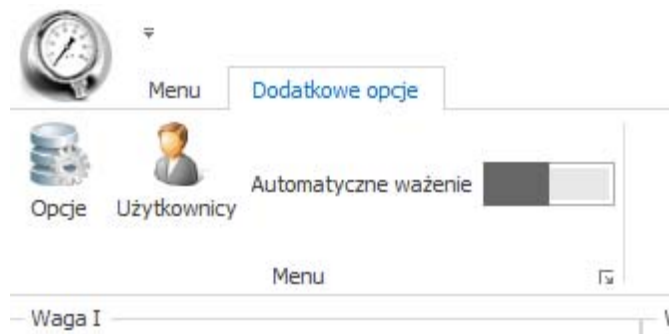 Menu Dodatkowe opcje
Automatyczne ważenie
Opcje Użytkownicy
Menu
Waga I